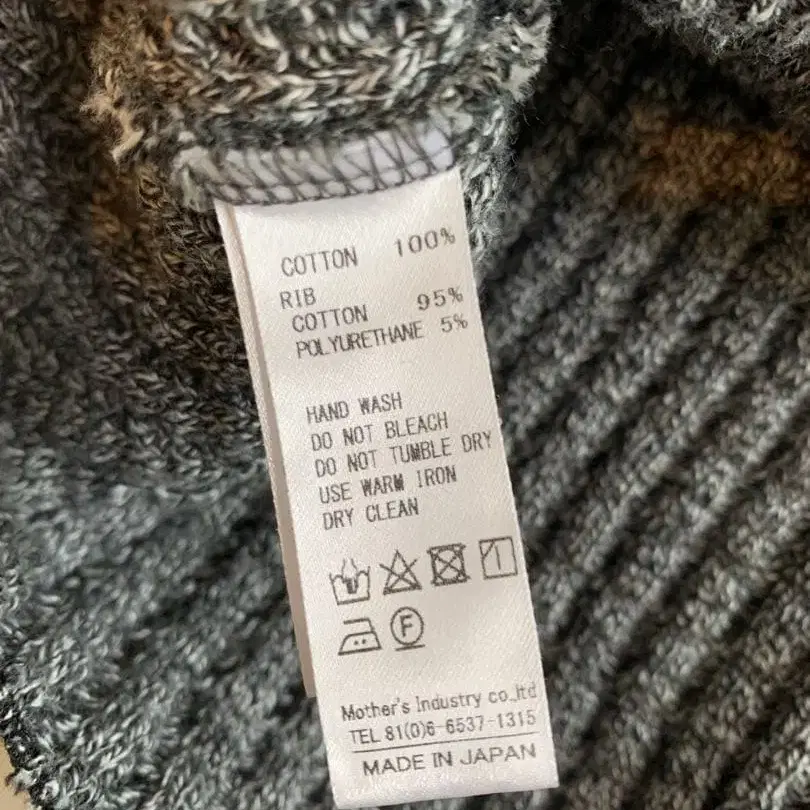 COTTON 100%
RIB
COTTON 95%
POLYURETHANE 5%
HAND WASH
DO NOT BLEACH
DO NOT TUMBLE DRY
USE WARM IRON
DRY CLEAN
F
Mother's Industry co.,ltd
TEL 81(0)6-6537-1315
MADE IN JAPAN